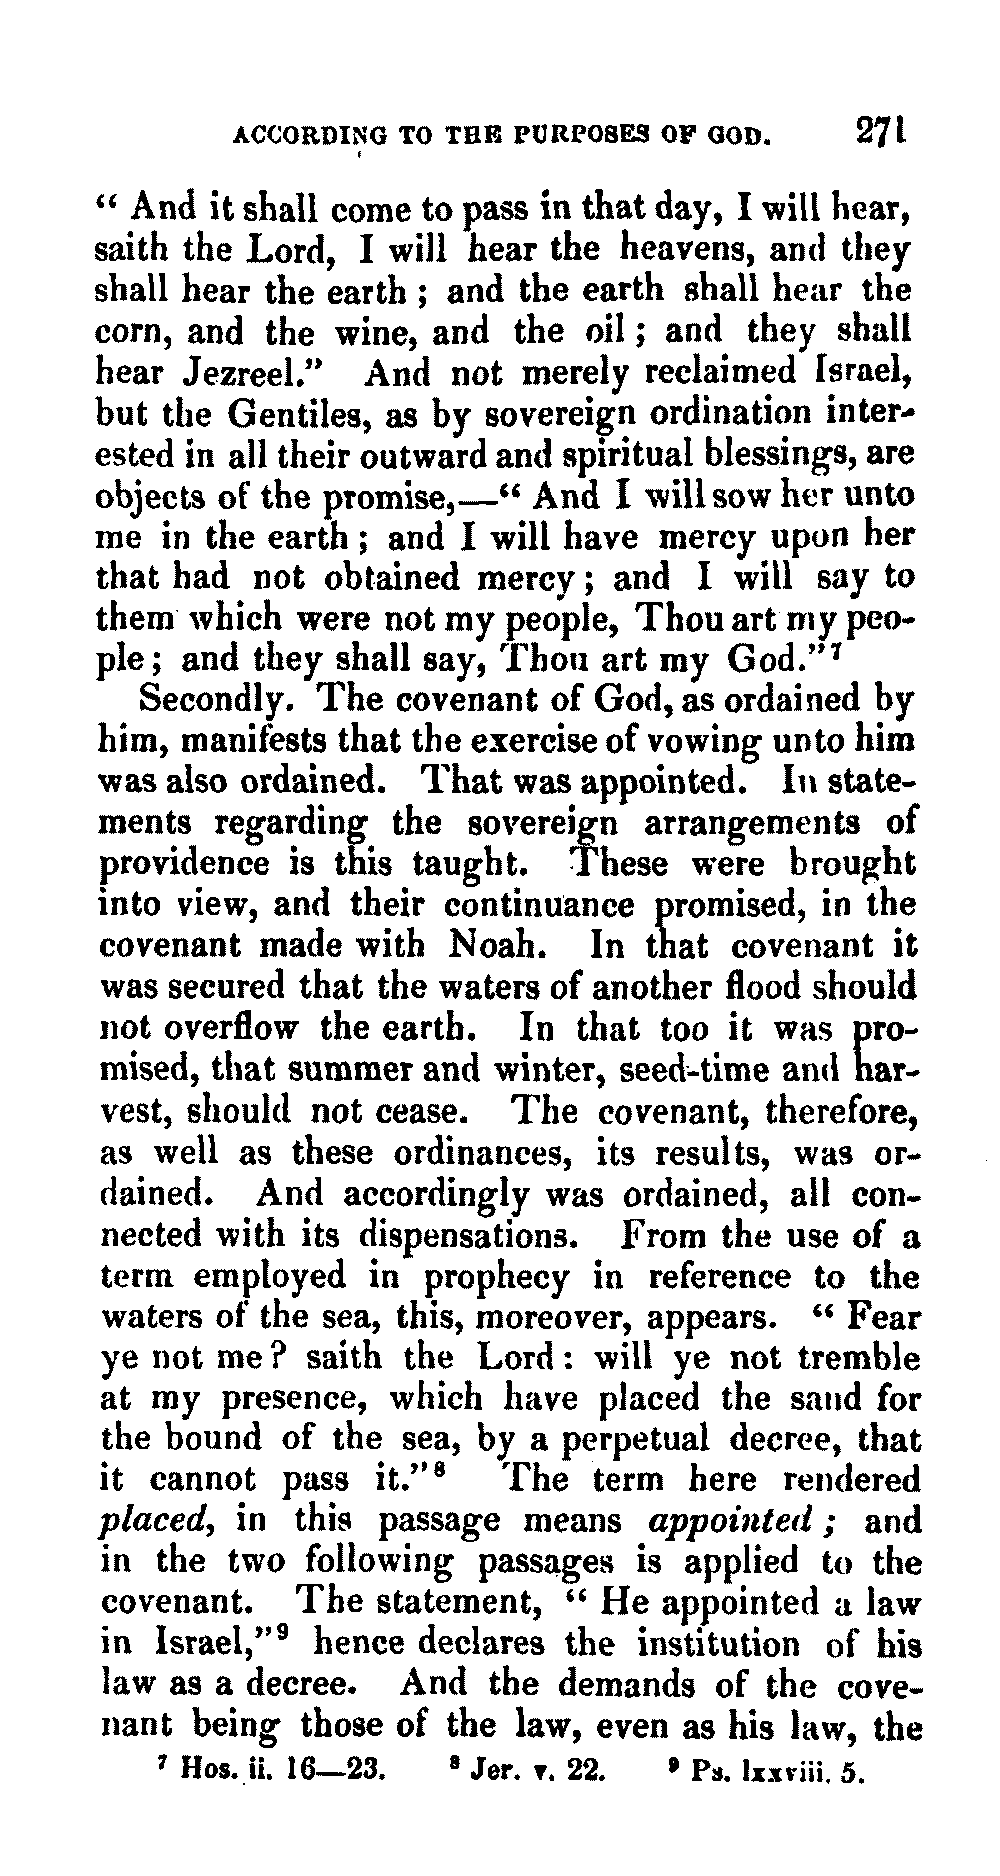 ACCORDING TO THE PURPOSES OF GOD. 271
“ And it shall come to pass in that day, I will hear,
saith the Lord, I will hear the heavens, and they
shall hear the earth ; and the earth shall hear the
corn, and the wine, and the oil ; and they shall
hear Jezreel.” And not merely reclaimed Israel,
but the Gentiles, as by sovereign ordination inter-
ested in all their outward and spiritual blessings, are
objects of the promise,—“ And I will sow her unto
me in the earth ; and I will have mercy upon her
that had not obtained mercy ; and I will say to
them which were not my people, Thou art my peo-
ple ; and they shall say, Thou art my God.”⁷
Secondly. The covenant of God, as ordained by
him, manifests that the exercise of vowing unto him
was also ordained. That was appointed. In state-
ments regarding the sovereign arrangements of
providence is this taught. These were brought
into view, and their continuance promised, in the
covenant made with Noah. In that covenant it
was secured that the waters of another flood should
not overflow the earth. In that too it was pro-
mised, that summer and winter, seed-time and har-
vest, should not cease. The covenant, therefore,
as well as these ordinances, its results, was or-
dained. And accordingly was ordained, all con-
nected with its dispensations. From the use of a
term employed in prophecy in reference to the
waters of the sea, this, moreover, appears. “ Fear
ye not me ? saith the Lord : will ye not tremble
at my presence, which have placed the sand for
the bound of the sea, by a perpetual decree, that
it cannot pass it.”⁸ The term here rendered
placed, in this passage means appointed ; and
in the two following passages is applied to the
covenant. The statement, “ He appointed a law
in Israel,”⁹ hence declares the institution of his
law as a decree. And the demands of the cove-
nant being those of the law, even as his law, the
⁷ Hos. ii. 16—23. ⁸ Jer. v. 22. ⁹ Ps. lxxviii. 5.